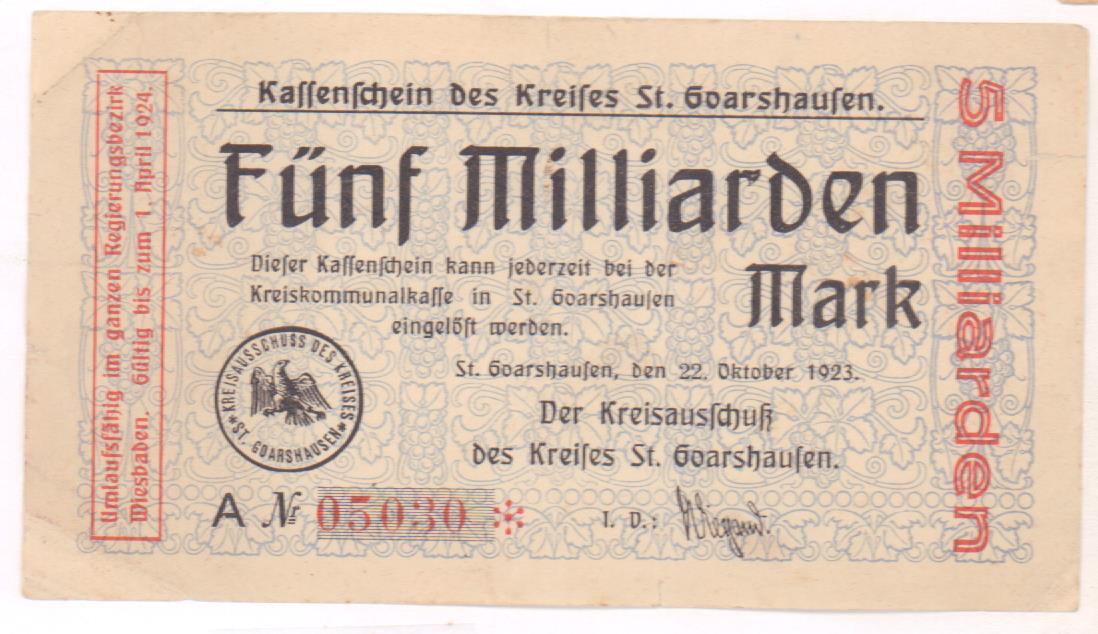 Kassenschein des Kreises St. Goarshausen.
Fünf Milliarden
Mark
Dieser Kassenschein kann jederzeit bei der
Kreiskommunalkasse in St. Goarshausen
eingelöst werden.
St. Goarshausen, den 22. Oktober 1923.
Der Kreisausschuß
des Kreises St. Goarshausen.
KREISAUSSCHUSS DES KREISES
* ST. GOARSHAUSEN *
A Nr 05030 *
I. D.:
Umlaufsfähig im ganzen Regierungsbezirk
Wiesbaden. Gültig bis zum 1. April 1924.
5 Milliarden